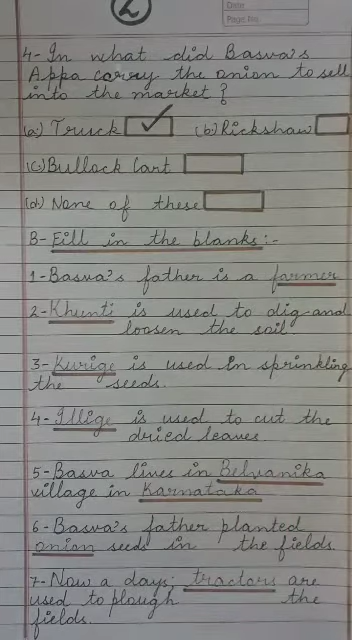 2
Date
Page No.
4- In what did Basva's
Appa carry the onion to sell
into the market?
(a) Truck ✓ (b) Rickshaw
(c) Bullock Cart
(d) None of these
B- Fill in the blanks:-
1- Basva's father is a farmer
2- Khunti is used to dig and
loosen the soil
3- Kurige is used in sprinkling
the seeds.
4- Illige is used to cut the
dried leaves.
5- Basva lives in Belvanika
village in Karnataka
6- Basva's father planted
onion seeds in the fields.
7- Now a days, tractors are
used to plough the
fields.